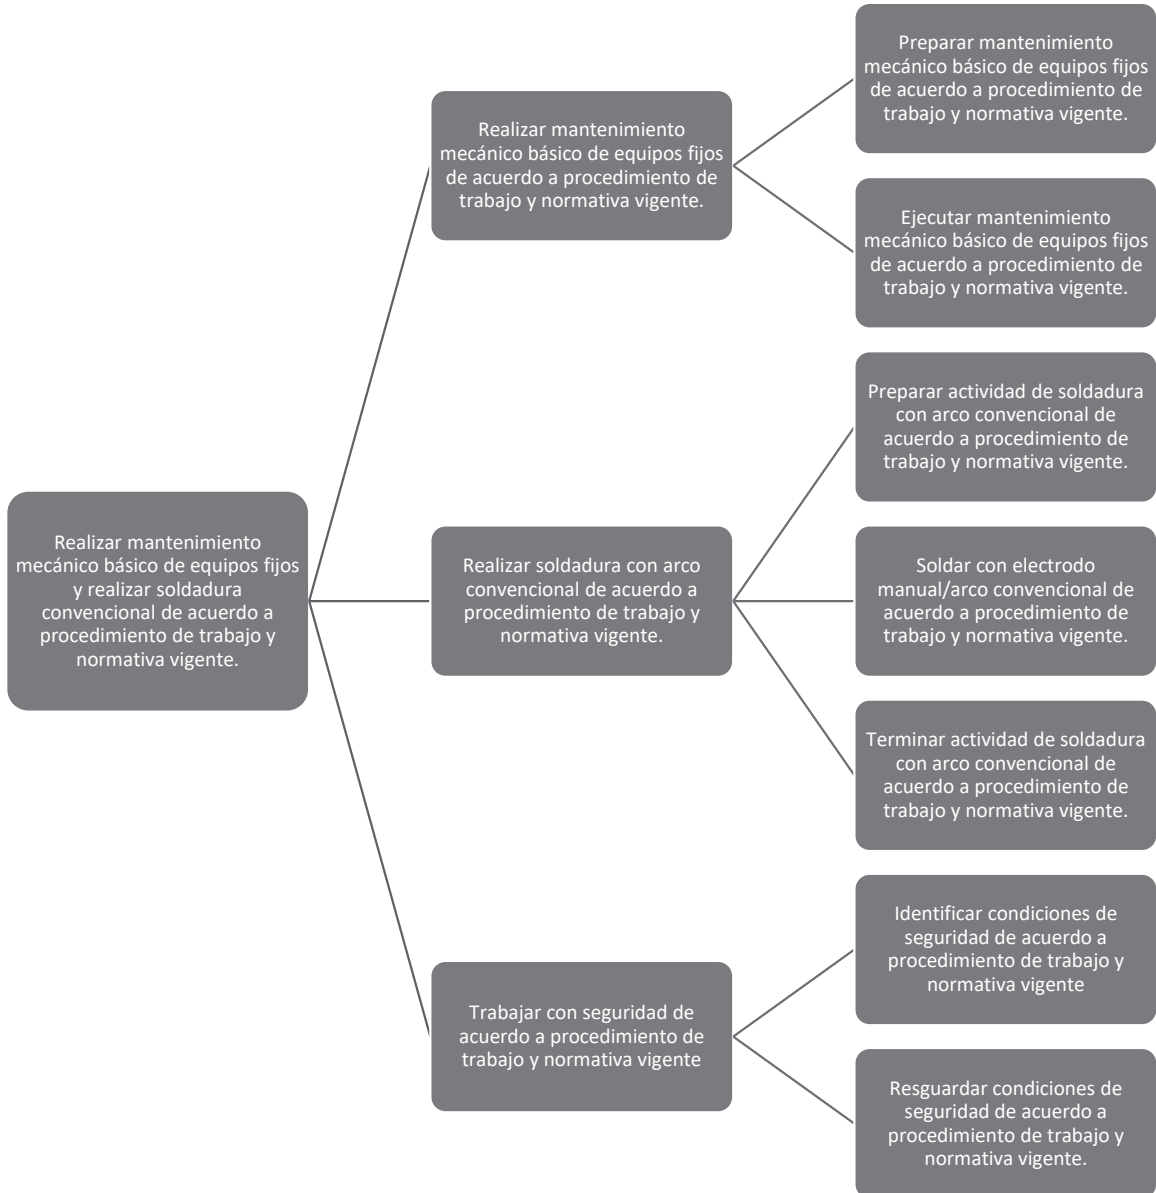 Realizar mantenimiento
mecánico básico de equipos fijos
y realizar soldadura
convencional de acuerdo a
procedimiento de trabajo y
normativa vigente.
Realizar mantenimiento
mecánico básico de equipos fijos
de acuerdo a procedimiento de
trabajo y normativa vigente.
Preparar mantenimiento
mecánico básico de equipos fijos
de acuerdo a procedimiento de
trabajo y normativa vigente.
Ejecutar mantenimiento
mecánico básico de equipos fijos
de acuerdo a procedimiento de
trabajo y normativa vigente.
Realizar soldadura con arco
convencional de acuerdo a
procedimiento de trabajo y
normativa vigente.
Preparar actividad de soldadura
con arco convencional de
acuerdo a procedimiento de
trabajo y normativa vigente.
Soldar con electrodo
manual/arco convencional de
acuerdo a procedimiento de
trabajo y normativa vigente.
Terminar actividad de soldadura
con arco convencional de
acuerdo a procedimiento de
trabajo y normativa vigente.
Trabajar con seguridad de
acuerdo a procedimiento de
trabajo y normativa vigente
Identificar condiciones de
seguridad de acuerdo a
procedimiento de trabajo y
normativa vigente
Resguardar condiciones de
seguridad de acuerdo a
procedimiento de trabajo y
normativa vigente.